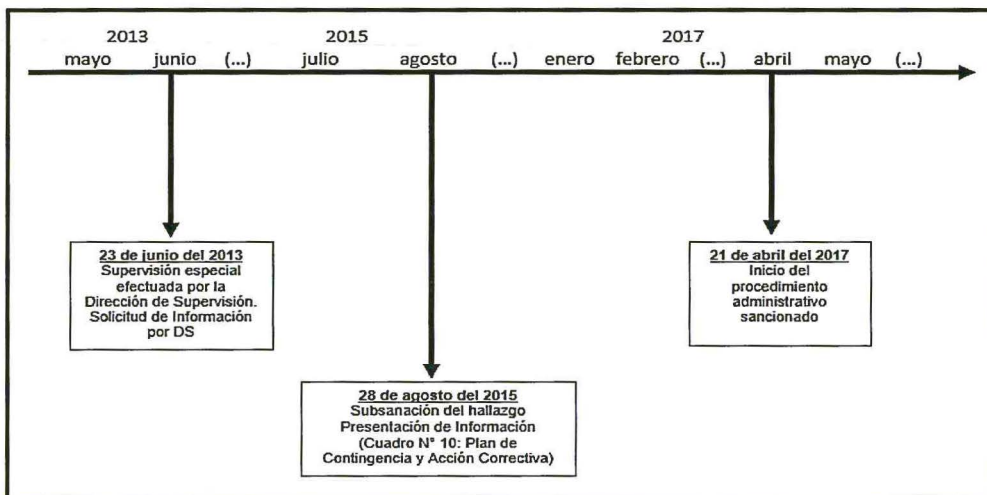 2013 2015 2017
mayo junio (...) julio agosto (...) enero febrero (...) abril mayo (...)
23 de junio del 2013
Supervisión especial
efectuada por la
Dirección de Supervisión.
Solicitud de Información
por DS
21 de abril del 2017
Inicio del
procedimiento
administrativo
sancionado
28 de agosto del 2015
Subsanación del hallazgo
Presentación de Información
(Cuadro N° 10: Plan de
Contingencia y Acción Correctiva)